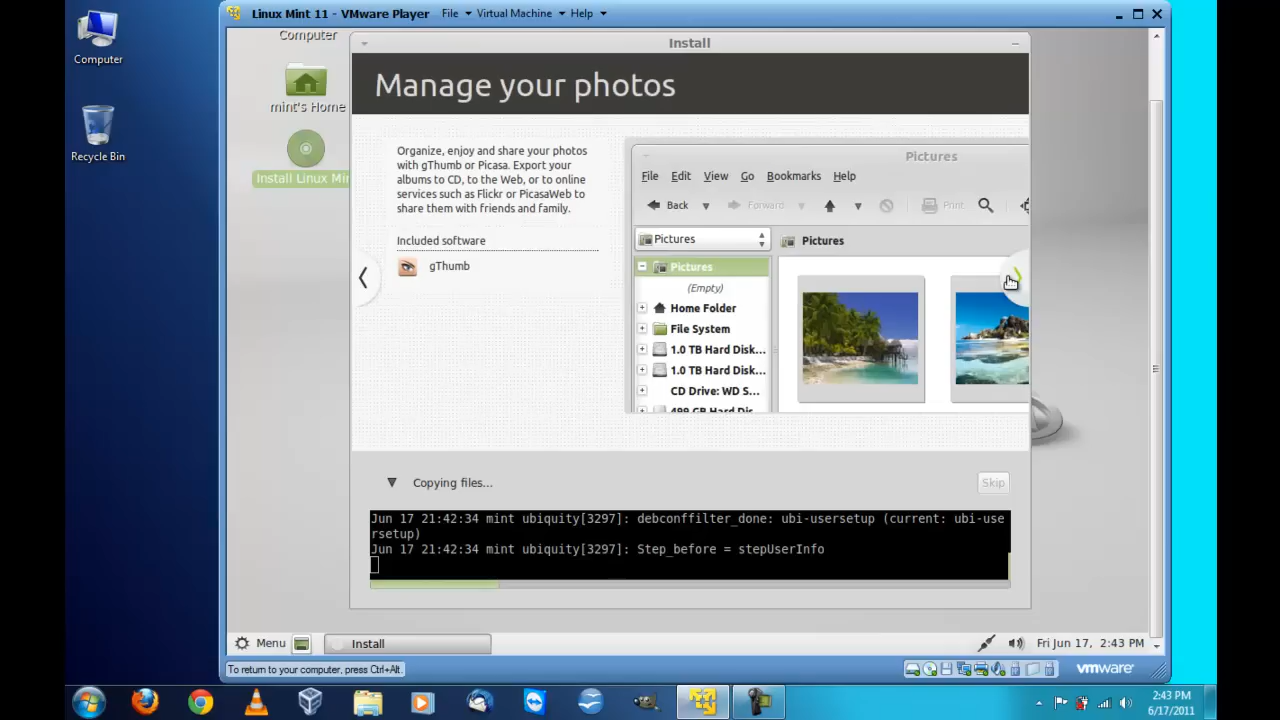 Linux Mint 11 - VMware Player File Virtual Machine Help
Computer
Recycle Bin
Computer
mint's Home
Install Linux Min
Install
Manage your photos
Organize, enjoy and share your photos
with gThumb or Picasa. Export your
albums to CD, to the Web, or to online
services such as Flickr or PicasaWeb to
share them with friends and family.
Included software
gThumb
Pictures
File Edit View Go Bookmarks Help
Back Forward Print
Pictures
Pictures
Pictures
(Empty)
Home Folder
File System
1.0 TB Hard Disk...
1.0 TB Hard Disk...
CD Drive: WD S...
499 GB Hard Dis...
Copying files...
Skip
Jun 17 21:42:34 mint ubiquity[3297]: debconffilter_done: ubi-usersetup (current: ubi-use
rsetup)
Jun 17 21:42:34 mint ubiquity[3297]: Step_before = stepUserInfo
Menu
Install
Fri Jun 17, 2:43 PM
To return to your computer, press Ctrl+Alt.
vmware
2:43 PM
6/17/2011